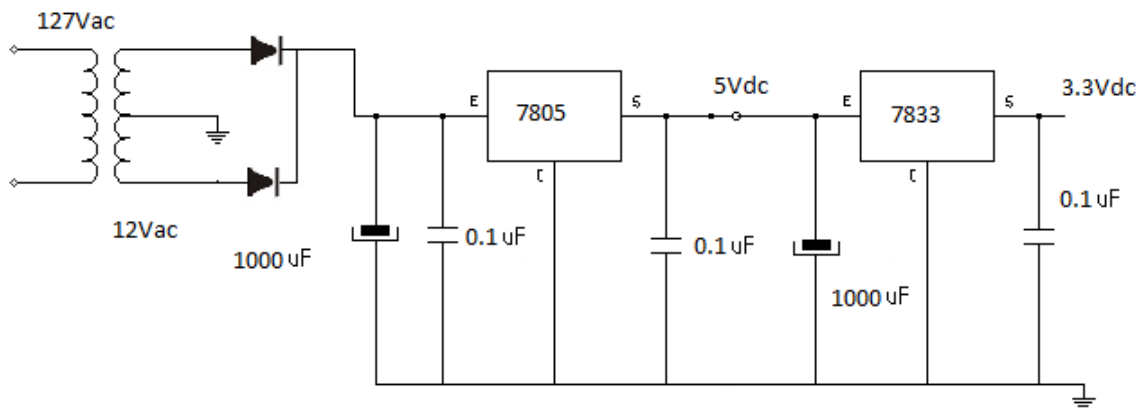 127Vac
12Vac
1000 uF
0.1 uF
E
7805
S
C
0.1 uF
5Vdc
1000 uF
E
7833
S
C
3.3Vdc
0.1 uF